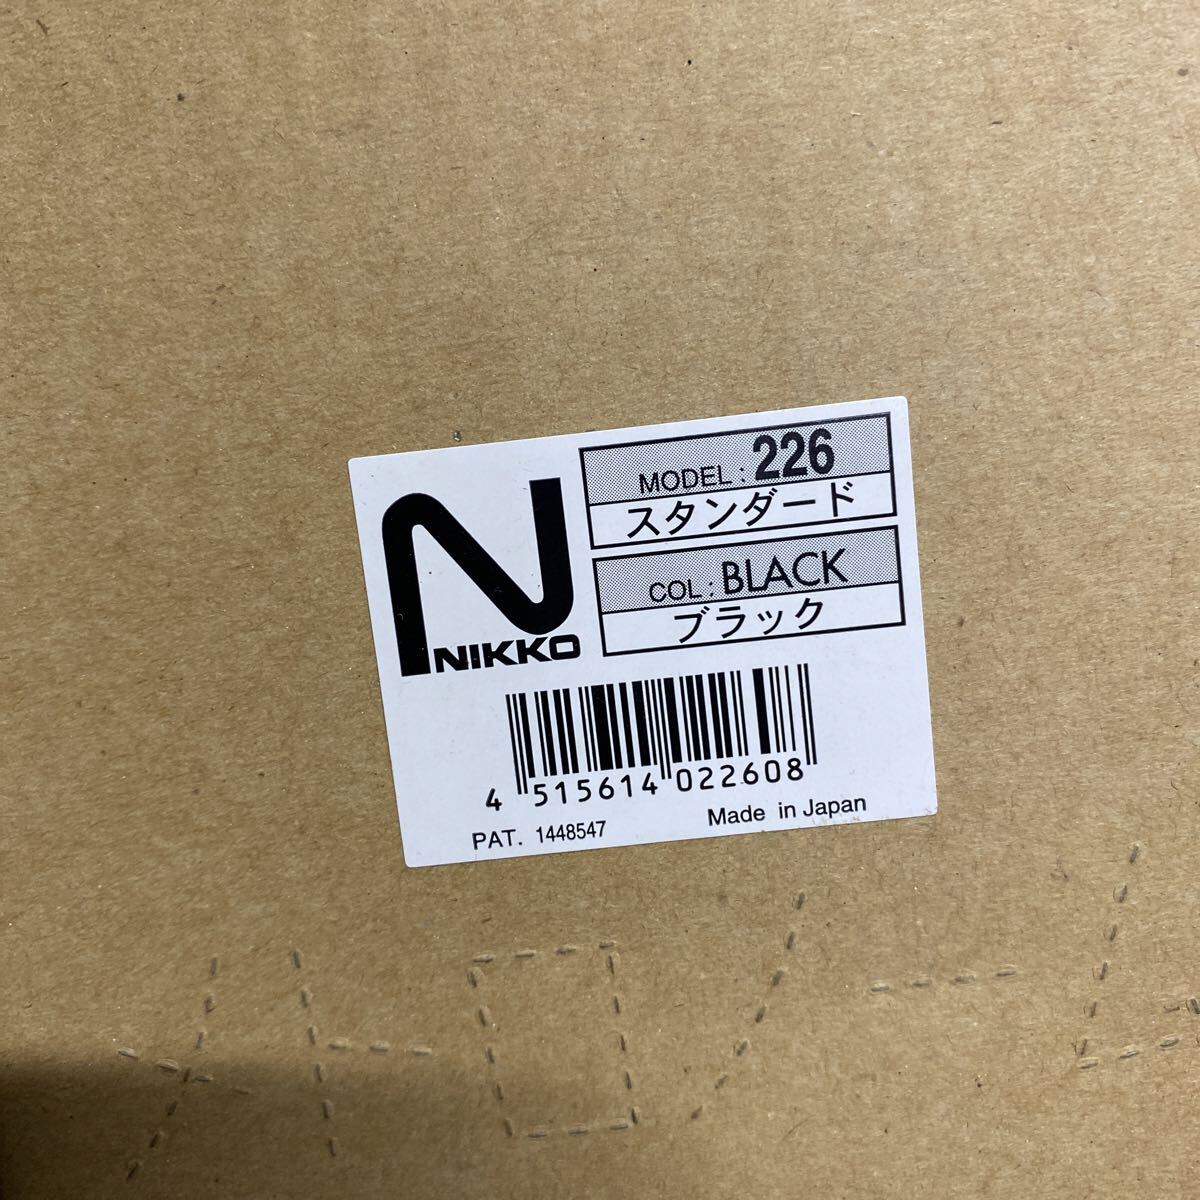 NIKKO
MODEL : 226
スタンダード
COL : BLACK
ブラック
4 515614 022608
PAT. 1448547
Made in Japan